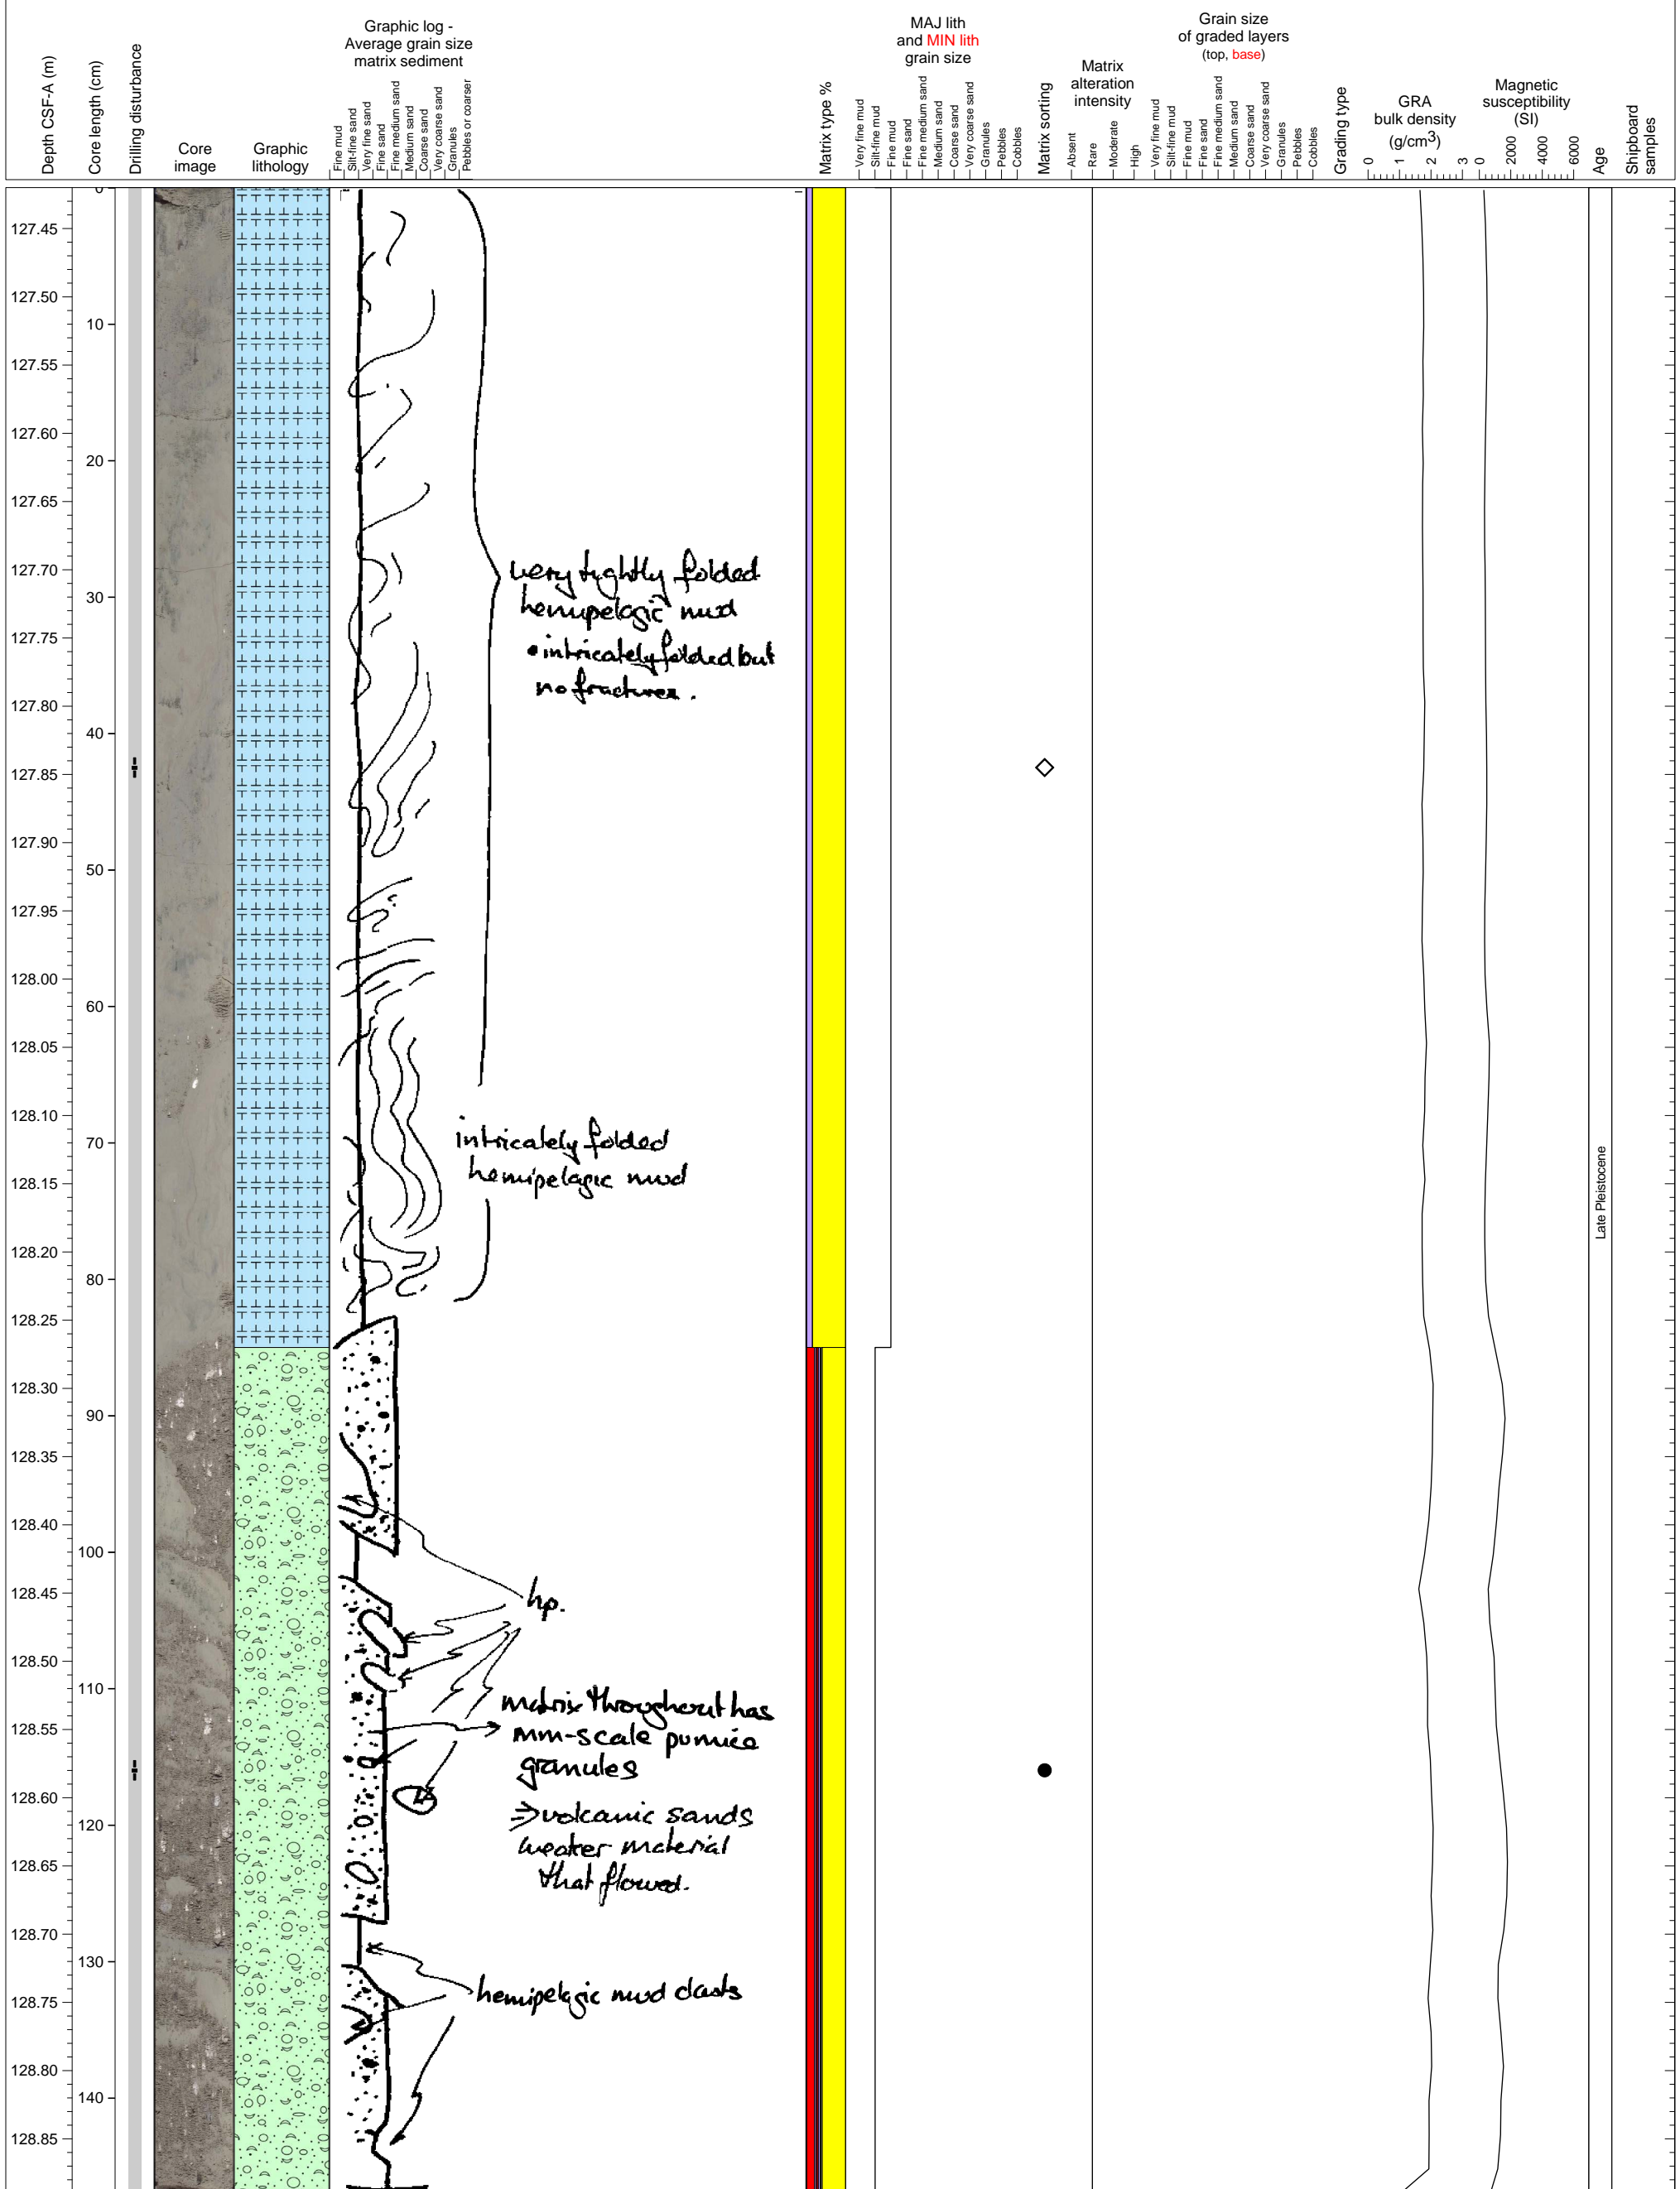 Depth CSF-A (m)
Core length (cm)
Drilling disturbance
Core
image
Graphic
lithology
Graphic log -
Average grain size
matrix sediment
Fine mud
Silt-fine sand
Very fine sand
Fine sand
Fine medium sand
Medium sand
Coarse sand
Very coarse sand
Granules
Pebbles or coarser
Matrix type %
MAJ lith
and MIN lith
grain size
Very fine mud
Silt-fine mud
Fine mud
Fine sand
Fine medium sand
Medium sand
Coarse sand
Very coarse sand
Granules
Pebbles
Cobbles
Matrix sorting
Matrix
alteration
intensity
Absent
Rare
Moderate
High
Grain size
of graded layers
(top, base)
Very fine mud
Silt-fine mud
Fine mud
Fine sand
Fine medium sand
Medium sand
Coarse sand
Very coarse sand
Granules
Pebbles
Cobbles
Grading type
GRA
bulk density
(g/cm3)
0 1 2 3
Magnetic
susceptibility
(SI)
0 2000 4000 6000
Age
Shipboard
samples
0
127.45
127.50
10
127.55
127.60
20
127.65
127.70
30
127.75
127.80
40
127.85
127.90
50
127.95
128.00
60
128.05
128.10
70
128.15
128.20
80
128.25
128.30
90
128.35
128.40
100
128.45
128.50
110
128.55
128.60
120
128.65
128.70
130
128.75
128.80
140
128.85
very tightly folded
hemipelagic mud
• intricately folded but
no fractures.
intricately folded
hemipelagic mud
hp.
matrix throughout has
mm-scale pumice
granules
⇒ volcanic sands
weaker material
that flowed.
hemipelagic mud clasts
Late Pleistocene